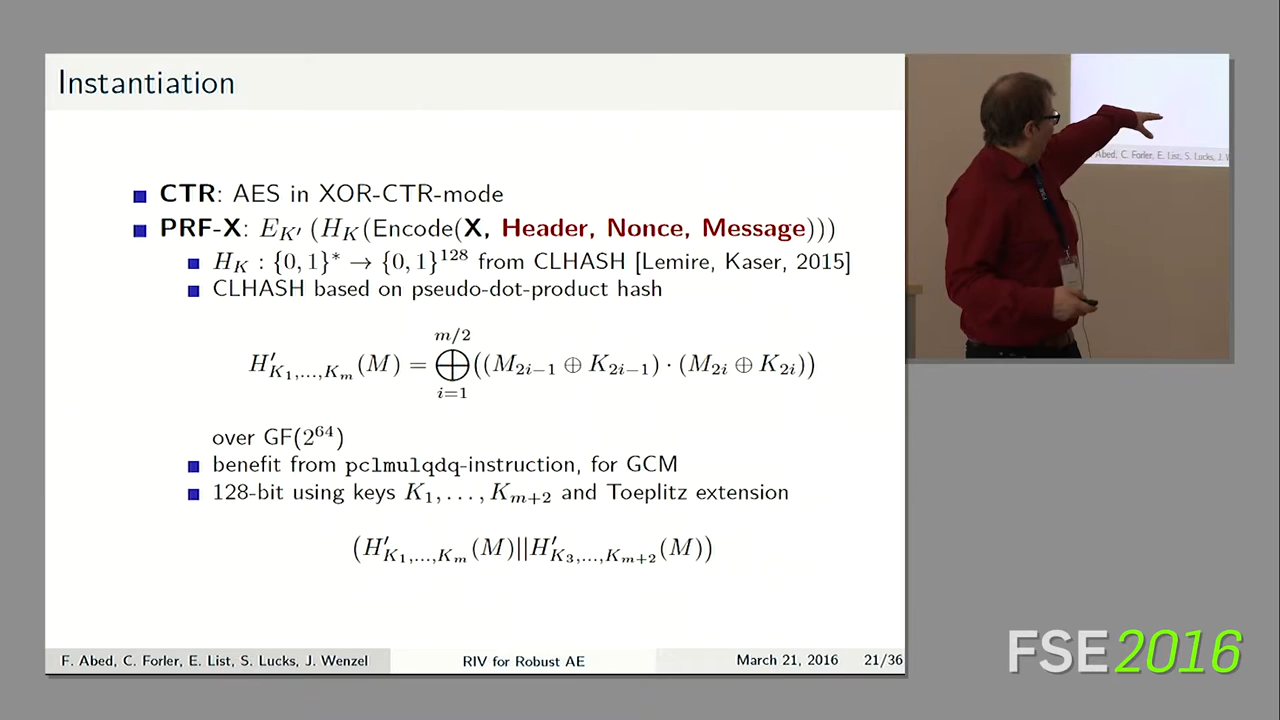 Instantiation
CTR: AES in XOR-CTR-mode
PRF-X: E_{K'} (H_K(Encode(X, Header, Nonce, Message)))
H_K : {0, 1}* → {0, 1}^{128} from CLHASH [Lemire, Kaser, 2015]
CLHASH based on pseudo-dot-product hash
H'_{K_1,...,K_m}(M) = ⨁_{i=1}^{m/2} ((M_{2i−1} ⊕ K_{2i−1}) · (M_{2i} ⊕ K_{2i}))
over GF(2^{64})
benefit from pclmulqdq-instruction, for GCM
128-bit using keys K_1, . . . , K_{m+2} and Toeplitz extension
(H'_{K_1,...,K_m}(M)||H'_{K_3,...,K_{m+2}}(M))
F. Abed, C. Forler, E. List, S. Lucks, J. Wenzel RIV for Robust AE March 21, 2016 21/36
Abed, C. Forler, E. List, S. Lucks, J. W
FSE2016